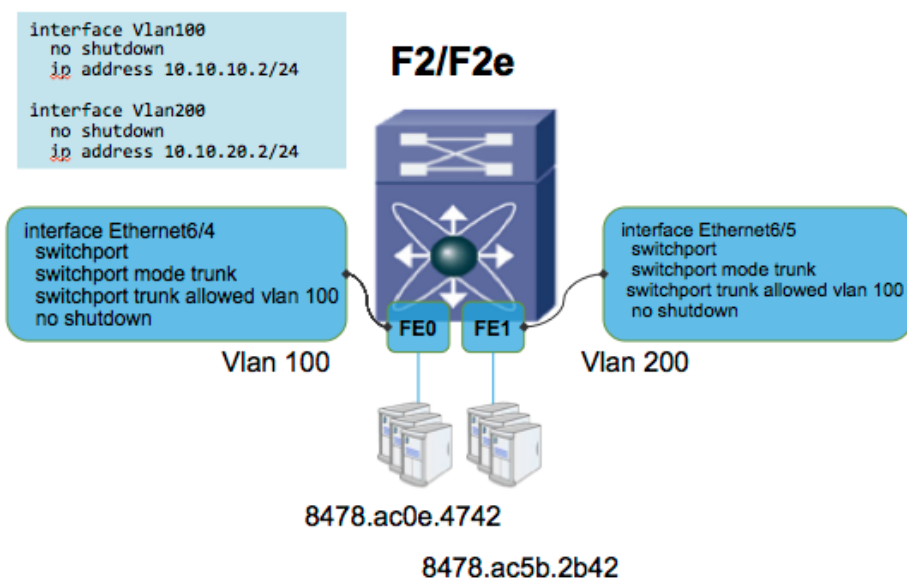 interface Vlan100
no shutdown
ip address 10.10.10.2/24
interface Vlan200
no shutdown
ip address 10.10.20.2/24
F2/F2e
interface Ethernet6/4
switchport
switchport mode trunk
switchport trunk allowed vlan 100
no shutdown
interface Ethernet6/5
switchport
switchport mode trunk
switchport trunk allowed vlan 100
no shutdown
FE0
FE1
Vlan 100
Vlan 200
8478.ac0e.4742
8478.ac5b.2b42